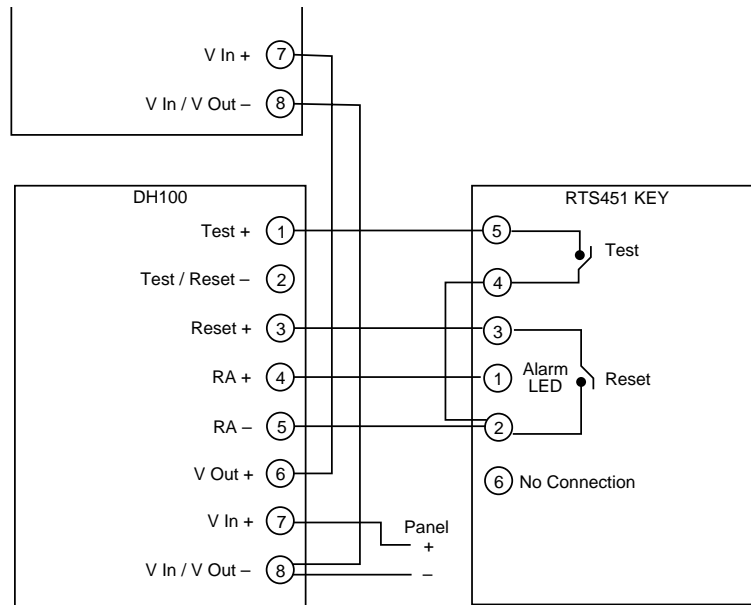 V In + 7
V In / V Out – 8
DH100
Test + 1
Test / Reset – 2
Reset + 3
RA + 4
RA – 5
V Out + 6
V In + 7
V In / V Out – 8
Panel
+
–
RTS451 KEY
5
Test
4
3
1 Alarm
LED
Reset
2
6 No Connection